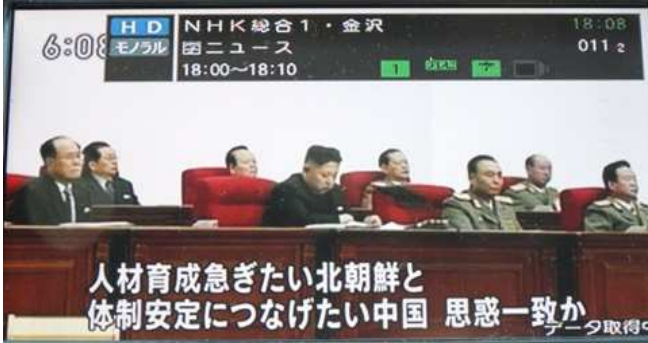 6:08
HD NHK総合1・金沢 18:08
モノラル 字ニュース 011 2
18:00～18:10 1
人材育成急ぎたい北朝鮮と
体制安定につなげたい中国 思惑一致か
データ取得中